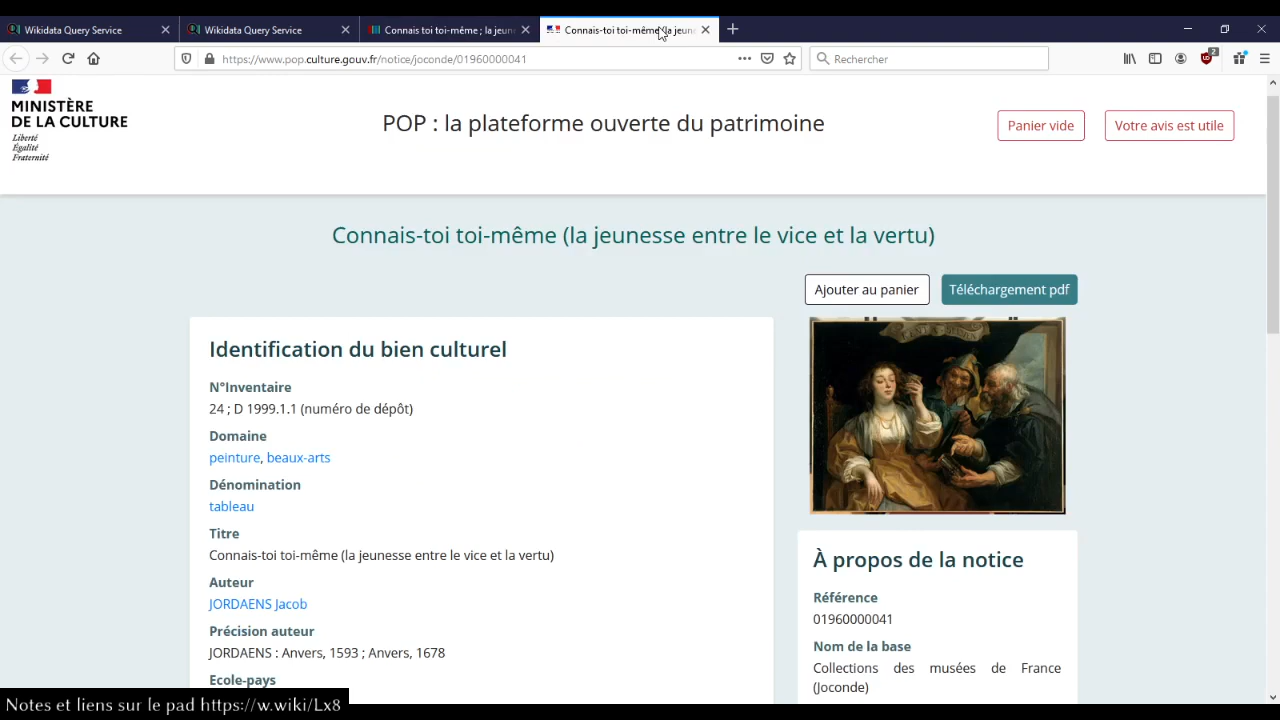 Wikidata Query Service
Wikidata Query Service
Connais toi toi-même ; la jeun
Connais-toi toi-même (la jeun
https://www.pop.culture.gouv.fr/notice/joconde/01960000041
Rechercher
2
MINISTÈRE
DE LA CULTURE
Liberté
Égalité
Fraternité
POP : la plateforme ouverte du patrimoine
Panier vide
Votre avis est utile
Connais-toi toi-même (la jeunesse entre le vice et la vertu)
Ajouter au panier
Téléchargement pdf
Identification du bien culturel
N°Inventaire
24 ; D 1999.1.1 (numéro de dépôt)
Domaine
peinture, beaux-arts
Dénomination
tableau
Titre
Connais-toi toi-même (la jeunesse entre le vice et la vertu)
Auteur
JORDAENS Jacob
Précision auteur
JORDAENS : Anvers, 1593 ; Anvers, 1678
Ecole-pays
À propos de la notice
Référence
01960000041
Nom de la base
Collections des musées de France
(Joconde)
Notes et liens sur le pad https://w.wiki/Lx8